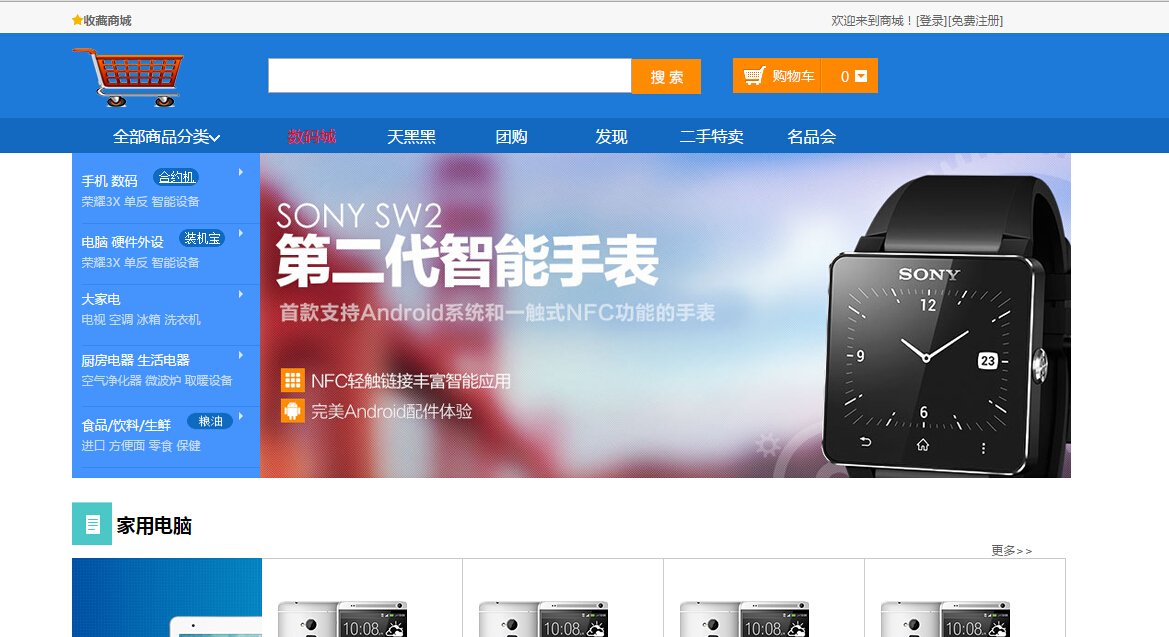 收藏商城
欢迎来到商城！[登录][免费注册]
搜 索
购物车 0
全部商品分类 数码城 天黑黑 团购 发现 二手特卖 名品会
手机 数码 合约机
荣耀3X 单反 智能设备
电脑 硬件外设 装机宝
荣耀3X 单反 智能设备
大家电
电视 空调 冰箱 洗衣机
厨房电器 生活电器
空气净化器 微波炉 取暖设备
食品/饮料/生鲜 粮油
进口 方便面 零食 保健
SONY SW2
第二代智能手表
首款支持Android系统和一触式NFC功能的手表
NFC轻触链接丰富智能应用
完美Android配件体验
SONY
12
9
23
6
家用电脑
更多>>
10:08
10:08
10:08
10:08